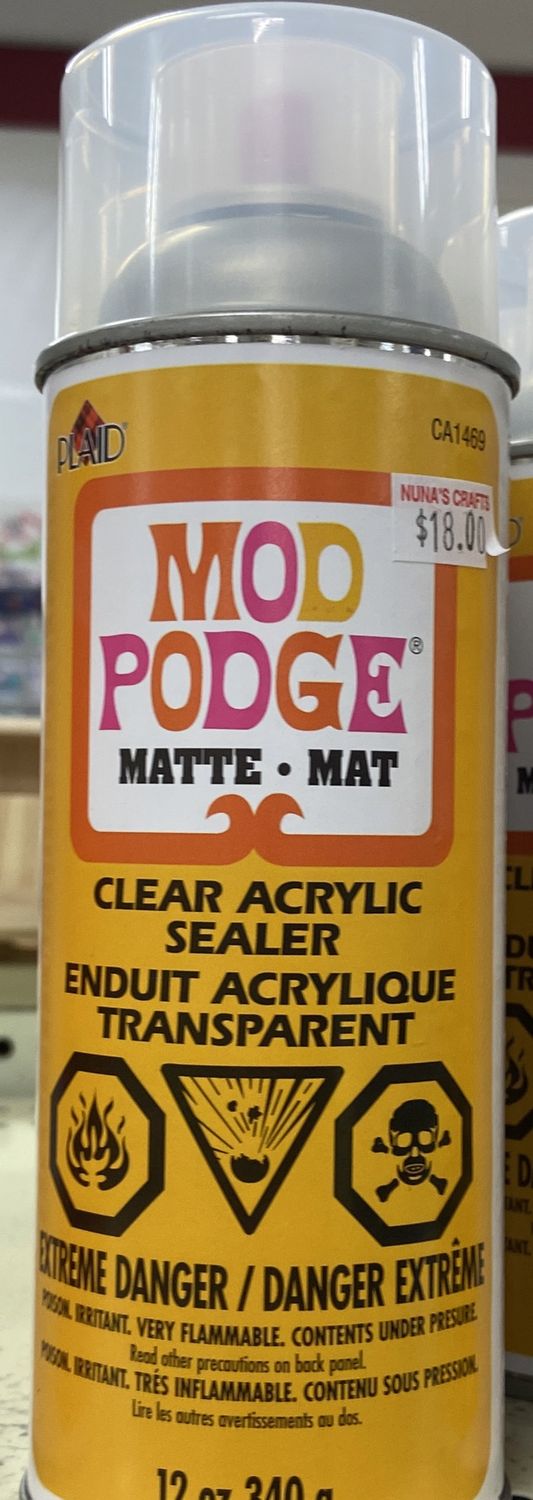 PLAID®
CA1469
NUNA'S CRAFTS
$18.00
MOD
PODGE®
MATTE • MAT
CLEAR ACRYLIC
SEALER
ENDUIT ACRYLIQUE
TRANSPARENT
EXTREME DANGER / DANGER EXTRÊME
POISON. IRRITANT. VERY FLAMMABLE. CONTENTS UNDER PRESURE.
Read other precautions on back panel.
POISON. IRRITANT. TRÉS INFLAMMABLE. CONTENU SOUS PRESSION.
Lire les autres avertissements au dos.
12 oz 340 g